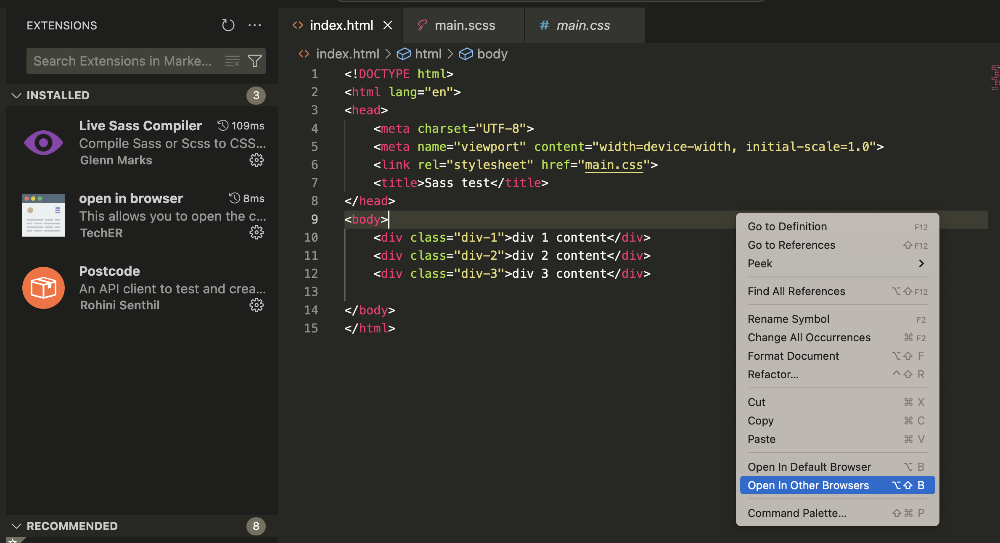 EXTENSIONS
Search Extensions in Marke...
INSTALLED 3
Live Sass Compiler 109ms
Compile Sass or Scss to CSS...
Glenn Marks
open in browser 8ms
This allows you to open the c...
TechER
Postcode
An API client to test and crea...
Rohini Senthil
RECOMMENDED 8
index.html main.scss # main.css
index.html > html > body
1 <!DOCTYPE html>
2 <html lang="en">
3 <head>
4 <meta charset="UTF-8">
5 <meta name="viewport" content="width=device-width, initial-scale=1.0">
6 <link rel="stylesheet" href="main.css">
7 <title>Sass test</title>
8 </head>
9 <body>
10 <div class="div-1">div 1 content</div>
11 <div class="div-2">div 2 content</div>
12 <div class="div-3">div 3 content</div>
13
14 </body>
15 </html>
Go to Definition F12
Go to References ⇧F12
Peek
Find All References ⌥⇧F12
Rename Symbol F2
Change All Occurrences ⌘ F2
Format Document ⌥⇧ F
Refactor... ^⇧ R
Cut ⌘ X
Copy ⌘ C
Paste ⌘ V
Open In Default Browser ⌥ B
Open In Other Browsers ⌥⇧ B
Command Palette... ⇧⌘ P